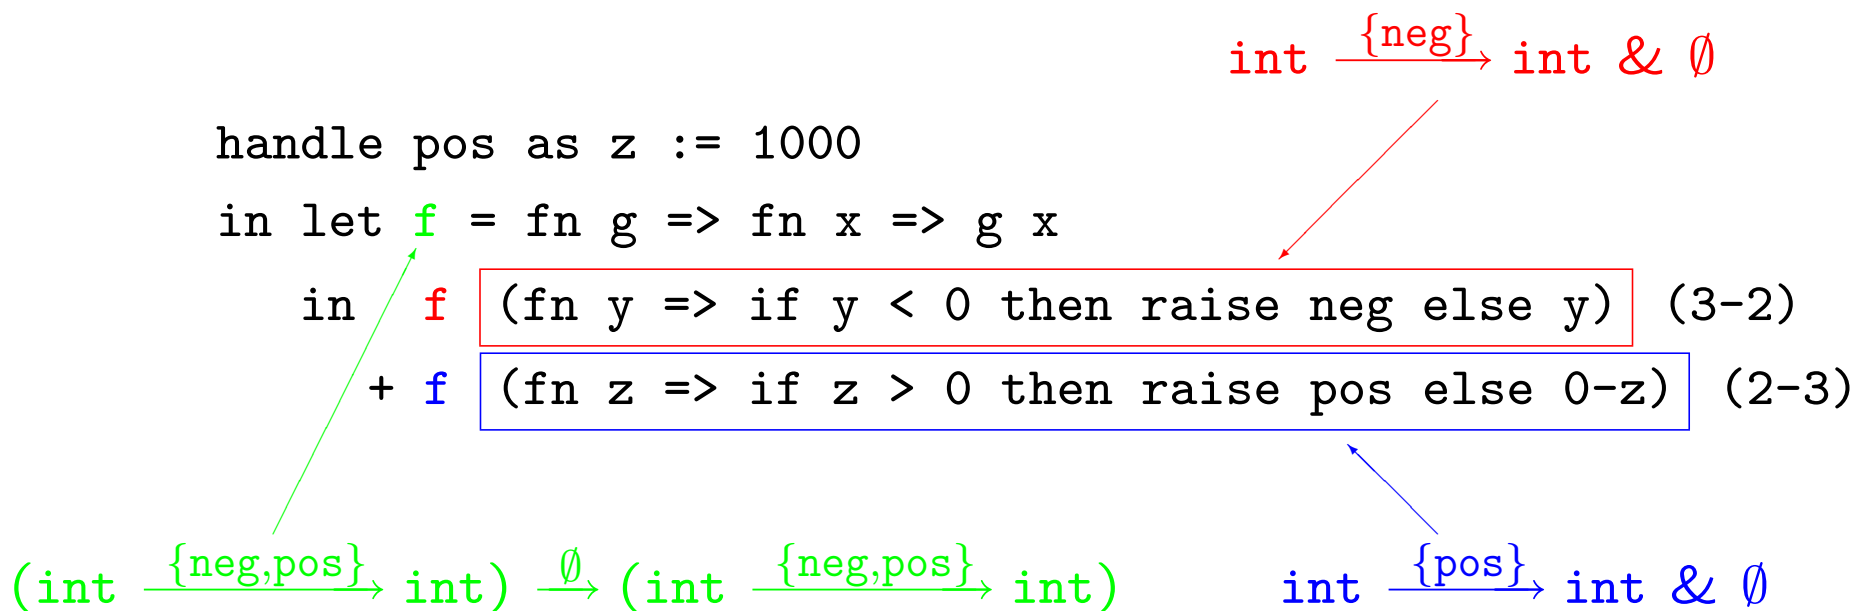 int {neg}⟶ int & ∅
handle pos as z := 1000
in let f = fn g => fn x => g x
in f (fn y => if y < 0 then raise neg else y) (3-2)
+ f (fn z => if z > 0 then raise pos else 0-z) (2-3)
(int {neg,pos}⟶ int) ∅⟶ (int {neg,pos}⟶ int)
int {pos}⟶ int & ∅